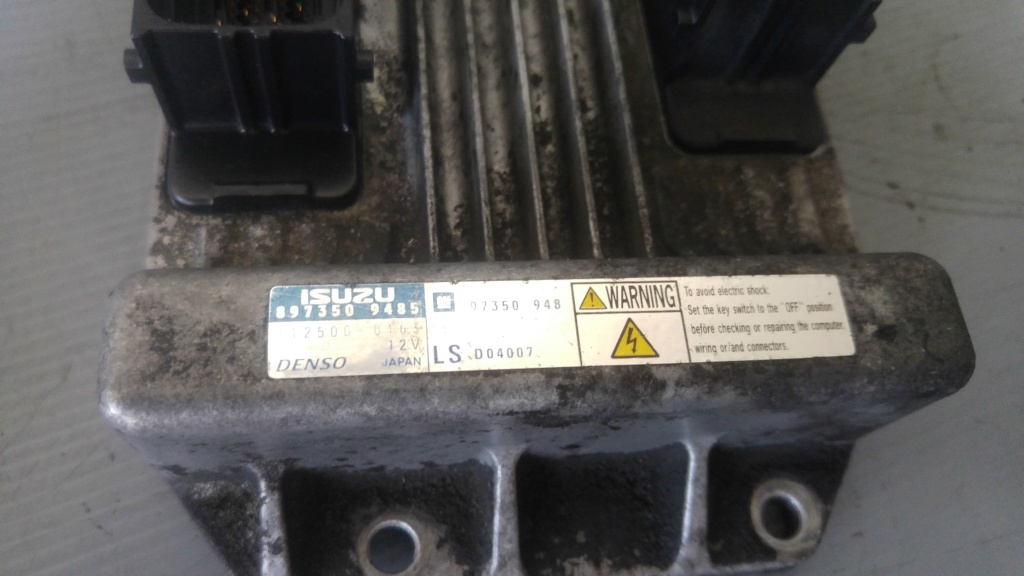 ISUZU
897350 9485
12V
DENSO JAPAN
GM 97350 948
LS D04007
WARNING
To avoid electric shock:
Set the key switch to the "OFF" position
before checking or repairing the computer,
wiring or/and connectors.